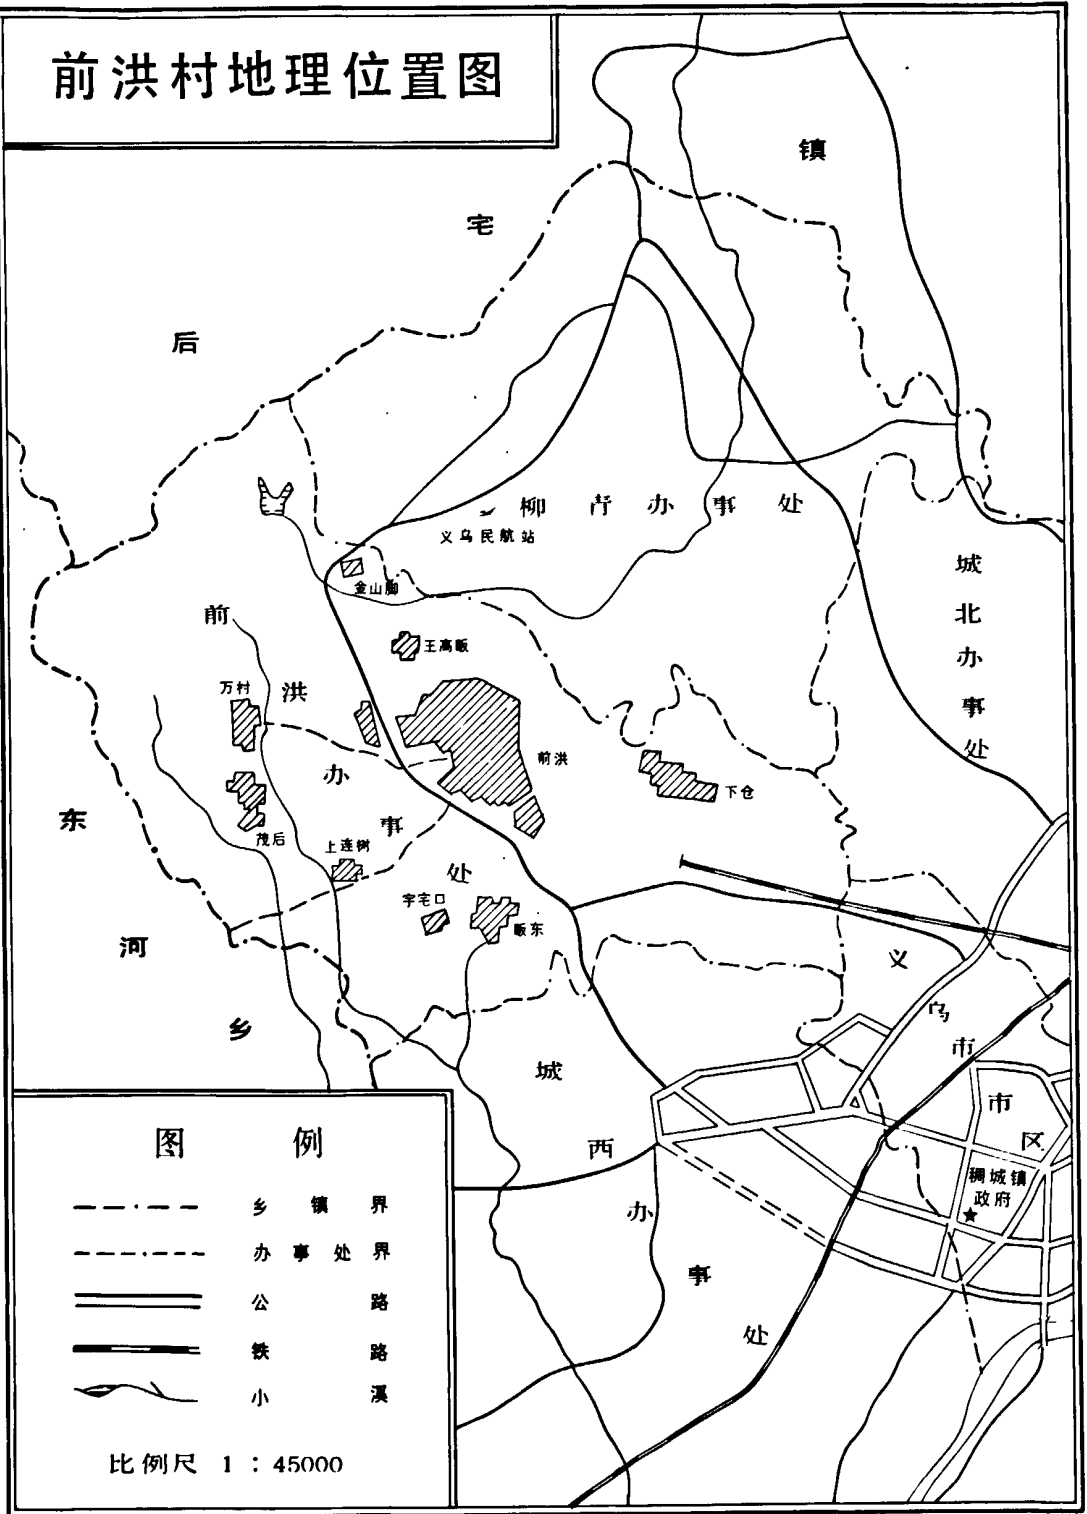 前洪村地理位置图
后宅镇
柳青办事处
义乌民航站
金山脚
城北办事处
前洪办事处
王高畈
万村
前洪
下仓
东河乡
茂后
上连树
宇宅口
畈东
义乌市市区
城西办事处
稠城镇
政府
图例
乡镇界
办事处界
公路
铁路
小溪
比例尺 1：45000